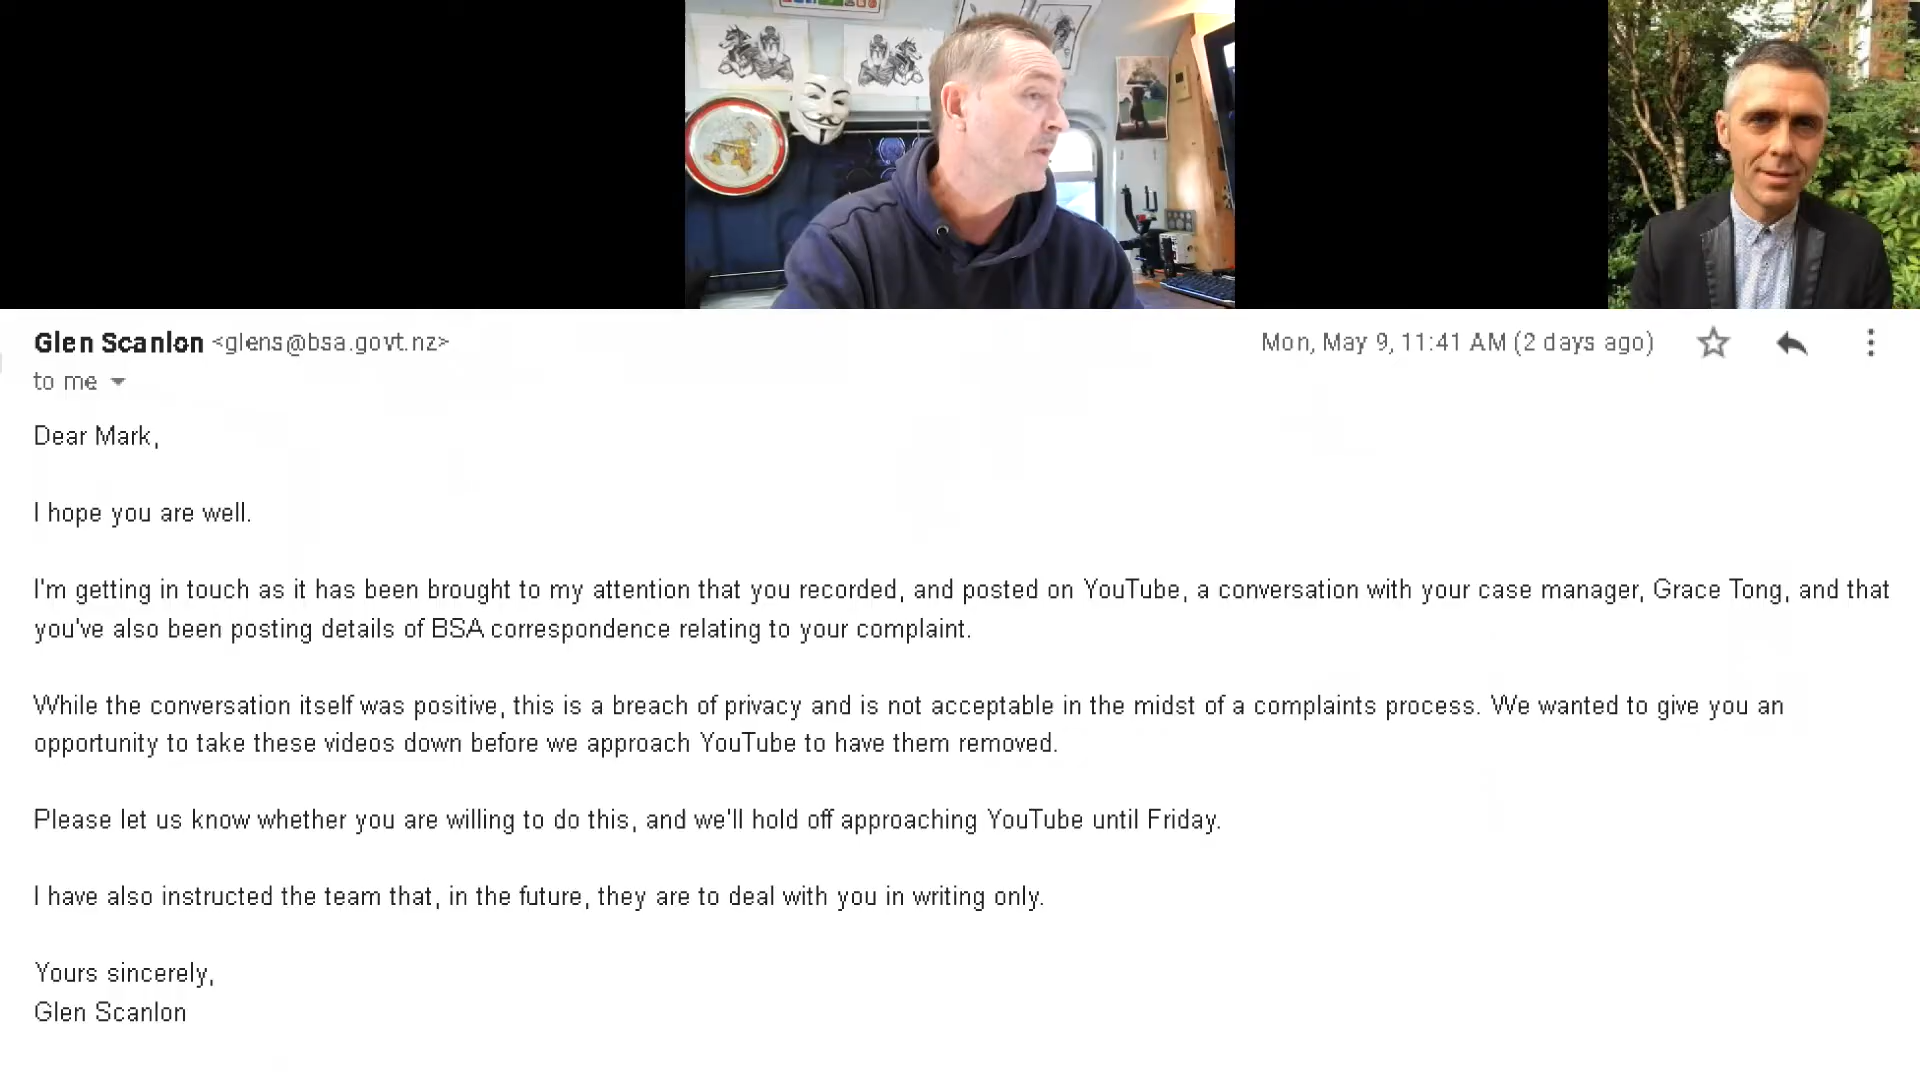 Glen Scanlon <glens@bsa.govt.nz>
Mon, May 9, 11:41 AM (2 days ago)
to me
Dear Mark,
I hope you are well.
I'm getting in touch as it has been brought to my attention that you recorded, and posted on YouTube, a conversation with your case manager, Grace Tong, and that
you've also been posting details of BSA correspondence relating to your complaint.
While the conversation itself was positive, this is a breach of privacy and is not acceptable in the midst of a complaints process. We wanted to give you an
opportunity to take these videos down before we approach YouTube to have them removed.
Please let us know whether you are willing to do this, and we'll hold off approaching YouTube until Friday.
I have also instructed the team that, in the future, they are to deal with you in writing only.
Yours sincerely,
Glen Scanlon